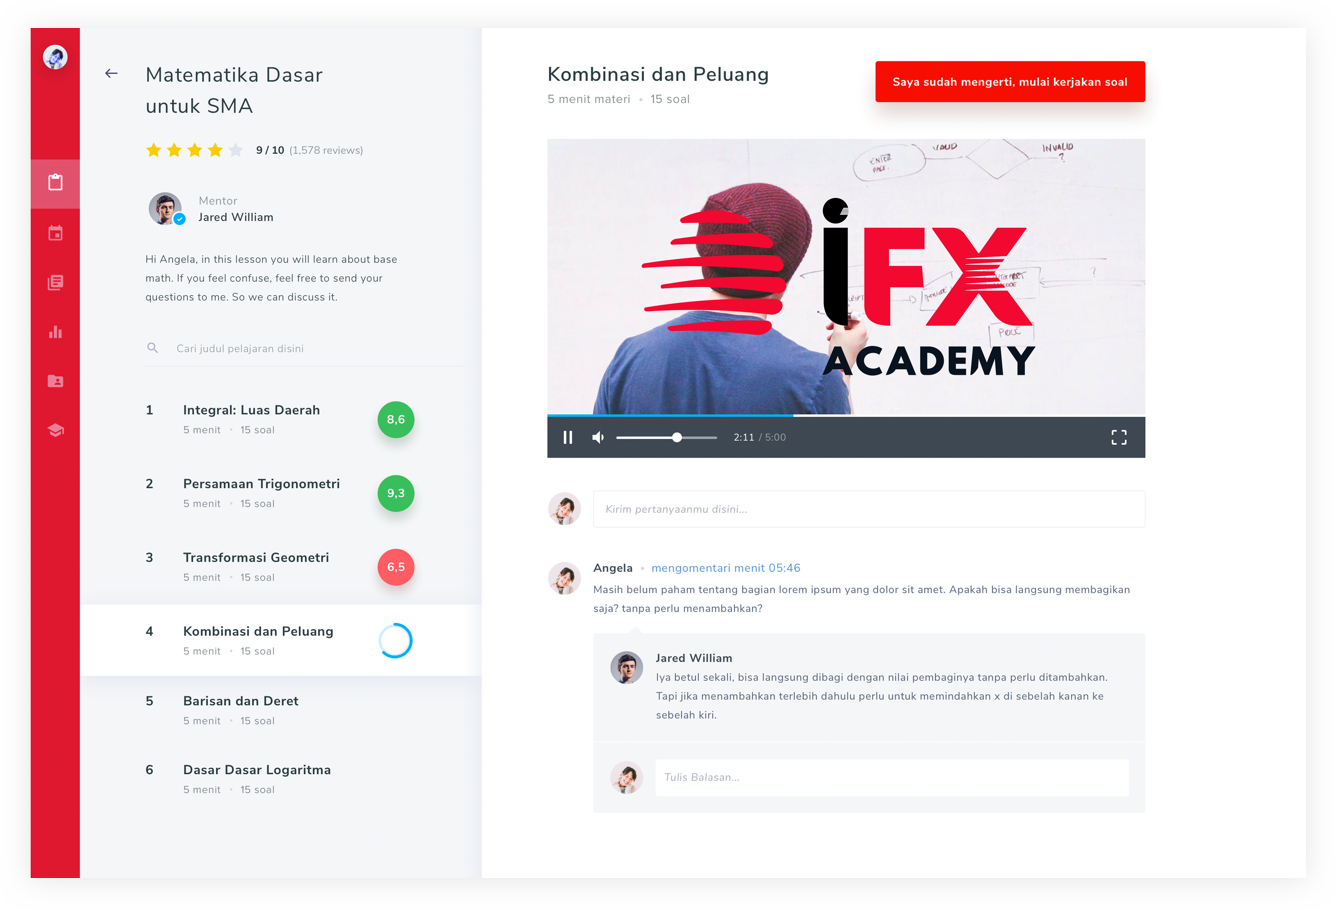 Matematika Dasar
untuk SMA
9 / 10 (1,578 reviews)
Mentor
Jared William
Hi Angela, in this lesson you will learn about base
math. If you feel confuse, feel free to send your
questions to me. So we can discuss it.
Cari judul pelajaran disini
1 Integral: Luas Daerah 8,6
5 menit • 15 soal
2 Persamaan Trigonometri 9,3
5 menit • 15 soal
3 Transformasi Geometri 6,5
5 menit • 15 soal
4 Kombinasi dan Peluang
5 menit • 15 soal
5 Barisan dan Deret
5 menit • 15 soal
6 Dasar Dasar Logaritma
5 menit • 15 soal
Kombinasi dan Peluang
5 menit materi • 15 soal
Saya sudah mengerti, mulai kerjakan soal
ENTER
VALID
INVALID
?
iFX
ACADEMY
PRICE
2:11 / 5:00
Kirim pertanyaanmu disini...
Angela • mengomentari menit 05:46
Masih belum paham tentang bagian lorem ipsum yang dolor sit amet. Apakah bisa langsung membagikan
saja? tanpa perlu menambahkan?
Jared William
Iya betul sekali, bisa langsung dibagi dengan nilai pembaginya tanpa perlu ditambahkan.
Tapi jika menambahkan terlebih dahulu perlu untuk memindahkan x di sebelah kanan ke
sebelah kiri.
Tulis Balasan...